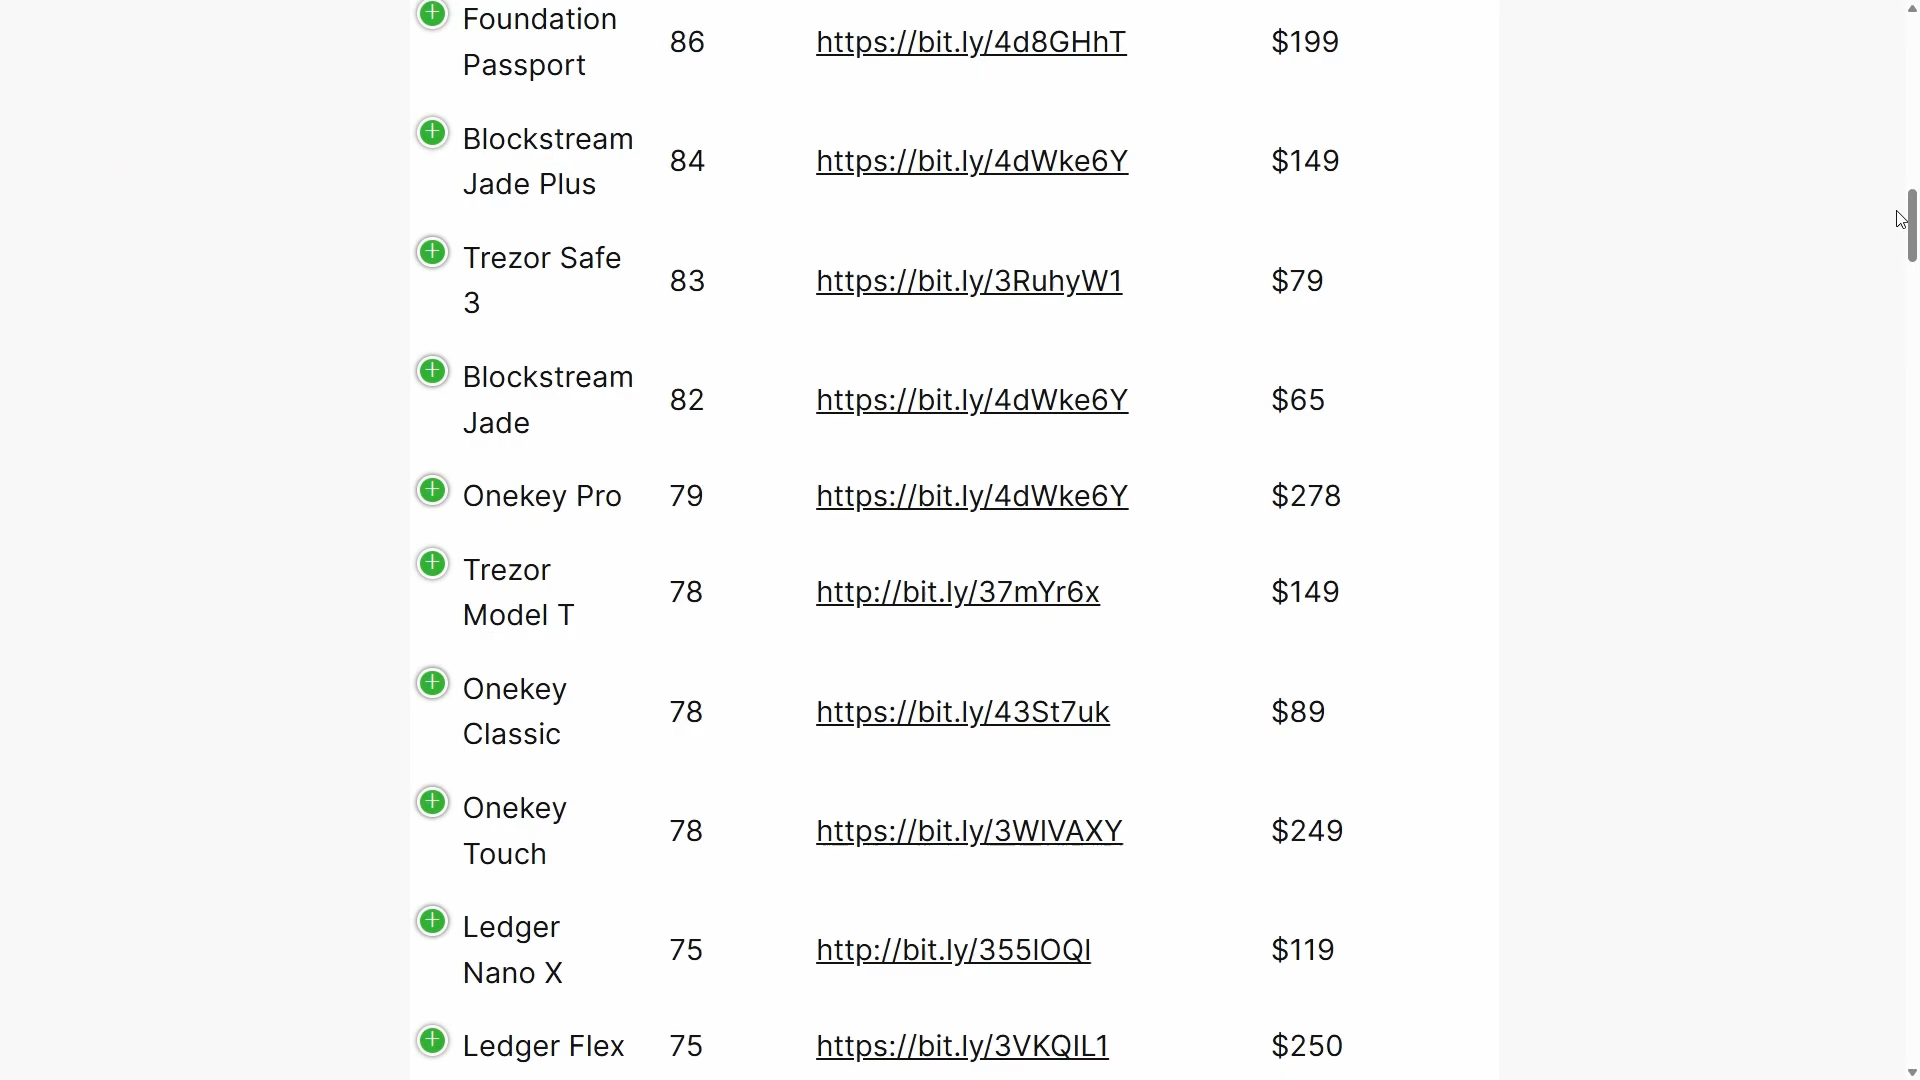 Foundation
Passport
86
https://bit.ly/4d8GHhT
$199
Blockstream
Jade Plus
84
https://bit.ly/4dWke6Y
$149
Trezor Safe
3
83
https://bit.ly/3RuhyW1
$79
Blockstream
Jade
82
https://bit.ly/4dWke6Y
$65
Onekey Pro
79
https://bit.ly/4dWke6Y
$278
Trezor
Model T
78
http://bit.ly/37mYr6x
$149
Onekey
Classic
78
https://bit.ly/43St7uk
$89
Onekey
Touch
78
https://bit.ly/3WIVAXY
$249
Ledger
Nano X
75
http://bit.ly/355lOQl
$119
Ledger Flex
75
https://bit.ly/3VKQIL1
$250